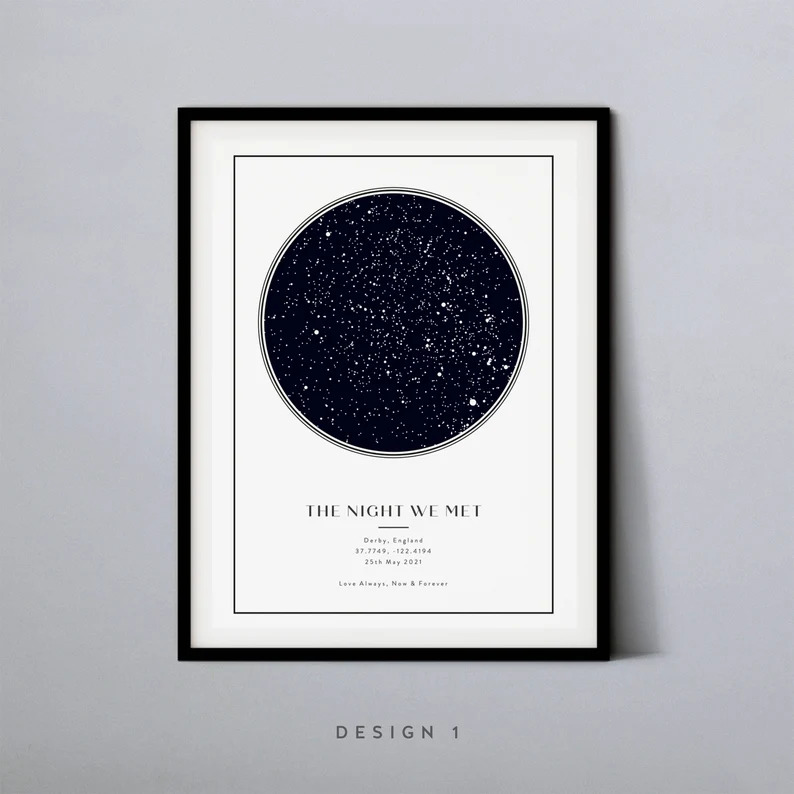 THE NIGHT WE MET
Derby, England
37.7749, -122.4194
25th May 2021
Love Always, Now & Forever
DESIGN 1